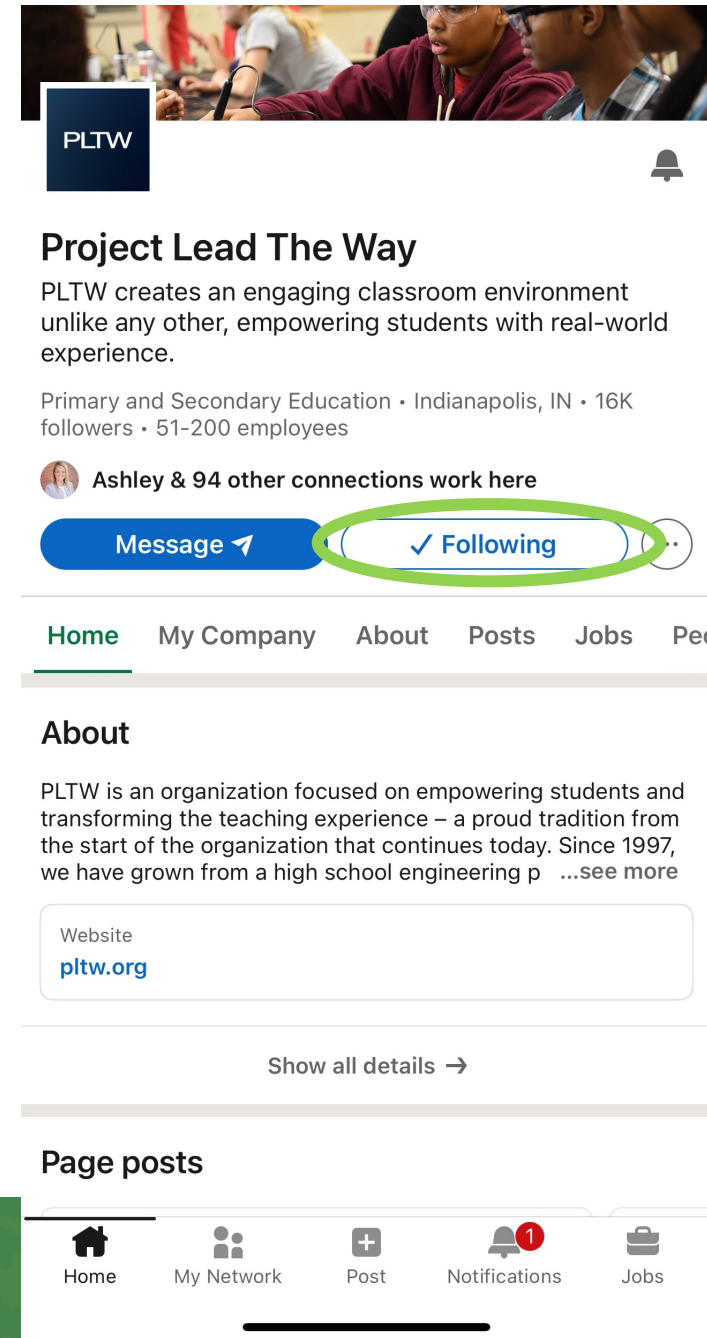 PLTW
Project Lead The Way
PLTW creates an engaging classroom environment
unlike any other, empowering students with real-world
experience.
Primary and Secondary Education • Indianapolis, IN • 16K
followers • 51-200 employees
Ashley & 94 other connections work here
Message
Following
Home My Company About Posts Jobs
About
PLTW is an organization focused on empowering students and
transforming the teaching experience – a proud tradition from
the start of the organization that continues today. Since 1997,
we have grown from a high school engineering p ...see more
Website
pltw.org
Show all details →
Page posts
1
Home My Network Post Notifications Jobs